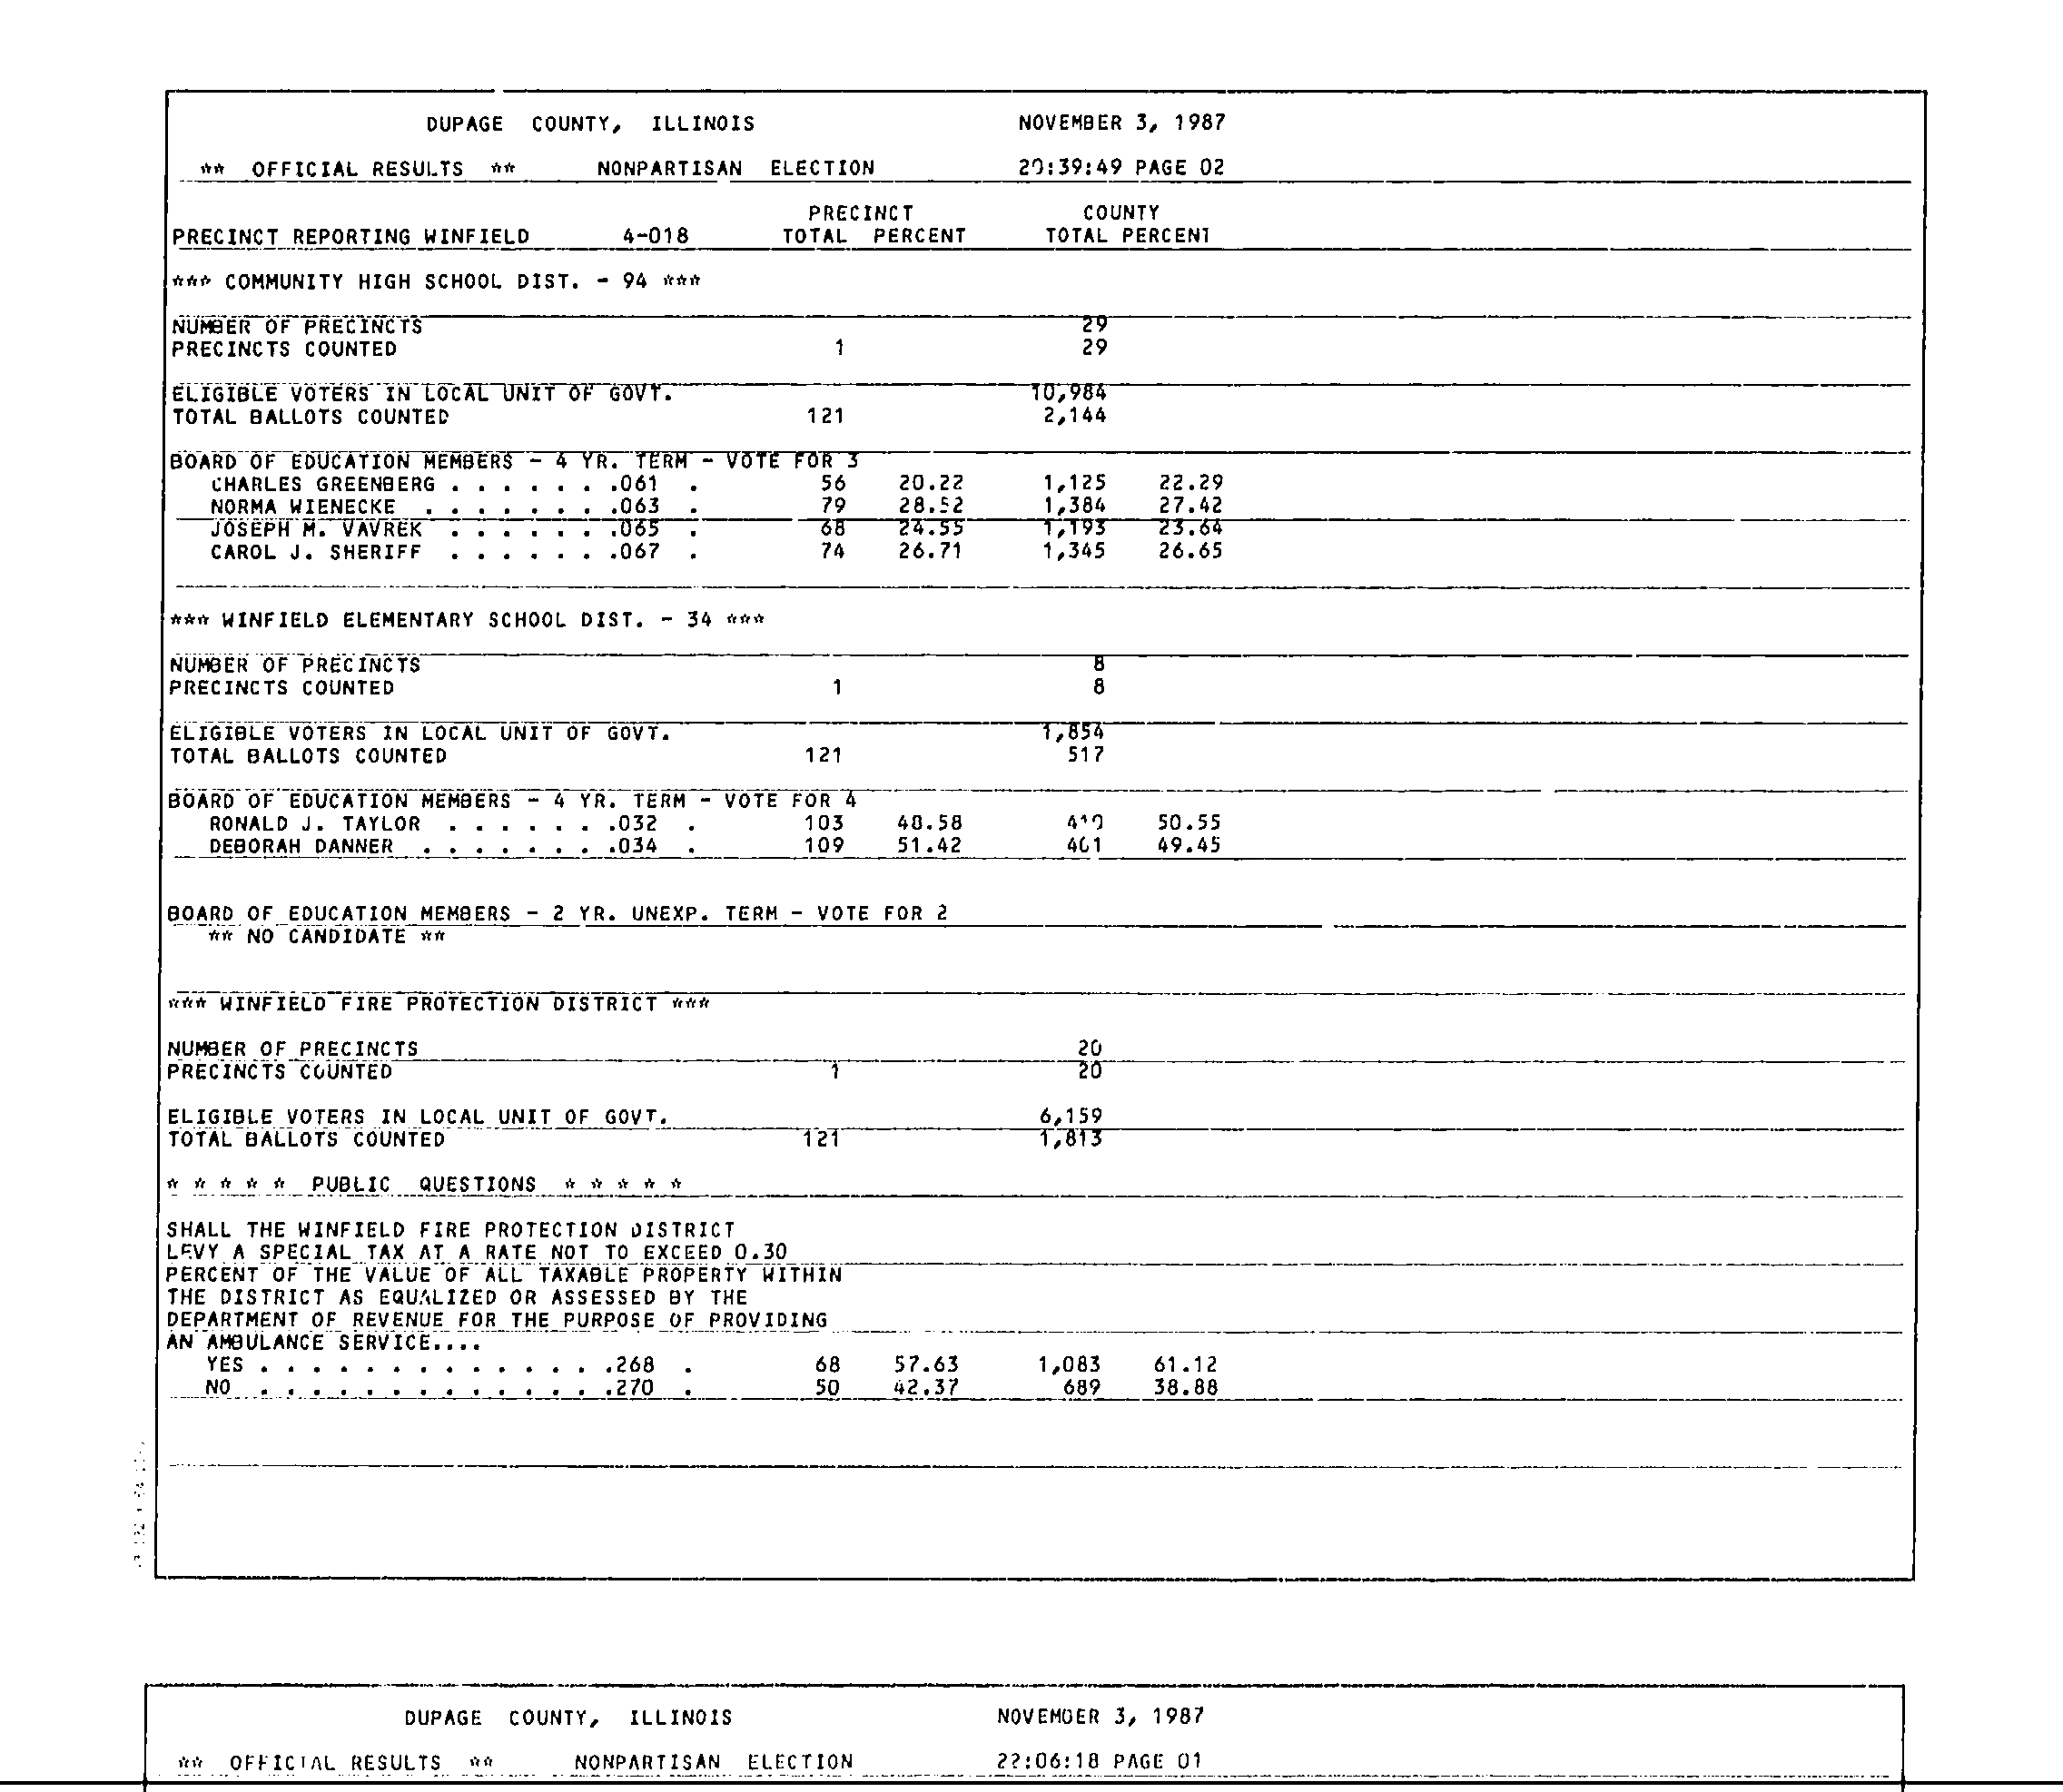 DUPAGE COUNTY, ILLINOIS NOVEMBER 3, 1987
** OFFICIAL RESULTS ** NONPARTISAN ELECTION 20:39:49 PAGE 02
PRECINCT COUNTY
PRECINCT REPORTING WINFIELD 4-018 TOTAL PERCENT TOTAL PERCENT
*** COMMUNITY HIGH SCHOOL DIST. - 94 ***
NUMBER OF PRECINCTS 29
PRECINCTS COUNTED 1 29
ELIGIBLE VOTERS IN LOCAL UNIT OF GOVT. 10,984
TOTAL BALLOTS COUNTED 121 2,144
BOARD OF EDUCATION MEMBERS - 4 YR. TERM - VOTE FOR 3
CHARLES GREENBERG . . . . . . .061 . 56 20.22 1,125 22.29
NORMA WIENECKE . . . . . . . .063 . 79 28.52 1,384 27.42
JOSEPH M. VAVREK . . . . . . .065 . 68 24.55 1,193 23.64
CAROL J. SHERIFF . . . . . . .067 . 74 26.71 1,345 26.65
*** WINFIELD ELEMENTARY SCHOOL DIST. - 34 ***
NUMBER OF PRECINCTS 8
PRECINCTS COUNTED 1 8
ELIGIBLE VOTERS IN LOCAL UNIT OF GOVT. 1,854
TOTAL BALLOTS COUNTED 121 517
BOARD OF EDUCATION MEMBERS - 4 YR. TERM - VOTE FOR 4
RONALD J. TAYLOR . . . . . . .032 . 103 48.58 50.55
DEBORAH DANNER . . . . . . . .034 . 109 51.42 401 49.45
BOARD OF EDUCATION MEMBERS - 2 YR. UNEXP. TERM - VOTE FOR 2
** NO CANDIDATE **
*** WINFIELD FIRE PROTECTION DISTRICT ***
NUMBER OF PRECINCTS 20
PRECINCTS COUNTED 1 20
ELIGIBLE VOTERS IN LOCAL UNIT OF GOVT. 6,159
TOTAL BALLOTS COUNTED 121 1,813
* * * * * PUBLIC QUESTIONS * * * * *
SHALL THE WINFIELD FIRE PROTECTION DISTRICT
LEVY A SPECIAL TAX AT A RATE NOT TO EXCEED 0.30
PERCENT OF THE VALUE OF ALL TAXABLE PROPERTY WITHIN
THE DISTRICT AS EQUALIZED OR ASSESSED BY THE
DEPARTMENT OF REVENUE FOR THE PURPOSE OF PROVIDING
AN AMBULANCE SERVICE....
YES . . . . . . . . . . . . . .268 . 68 57.63 1,083 61.12
NO . . . . . . . . . . . . . .270 . 50 42.37 689 38.88
DUPAGE COUNTY, ILLINOIS NOVEMBER 3, 1987
** OFFICIAL RESULTS ** NONPARTISAN ELECTION 22:06:18 PAGE 01